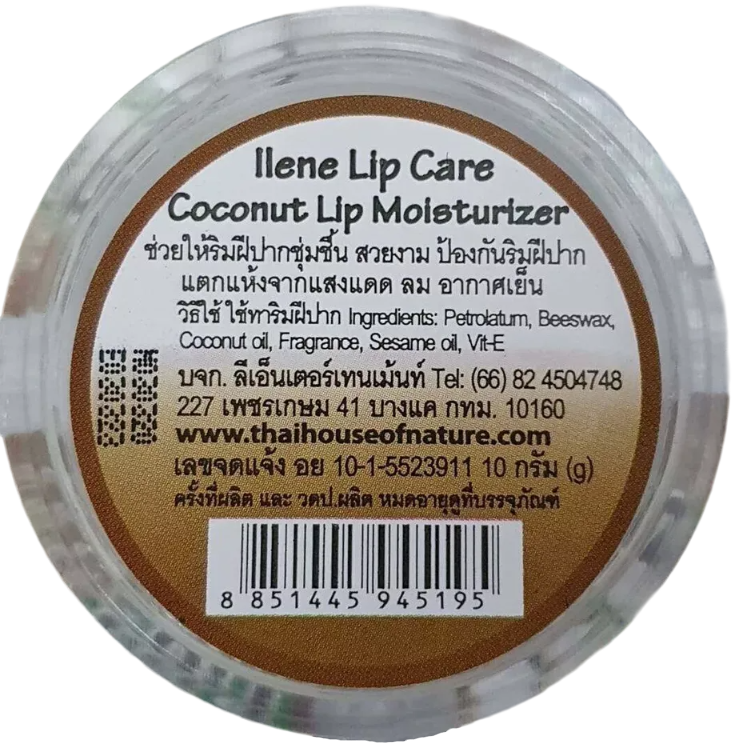 Ilene Lip Care
Coconut Lip Moisturizer
ช่วยให้ริมฝีปากชุ่มชื้น สวยงาม ป้องกันริมฝีปาก
แตกแห้งจากแสงแดด ลม อากาศเย็น
วิธีใช้ ใช้ทาริมฝีปาก Ingredients: Petrolatum, Beeswax,
Coconut oil, Fragrance, Sesame oil, Vit-E
บจก. ลีเอ็นเตอร์เทนเม้นท์ Tel: (66) 82 4504748
227 เพชรเกษม 41 บางแค กทม. 10160
www.thaihouseofnature.com
เลขจดแจ้ง อย 10-1-5523911 10 กรัม (g)
ครั้งที่ผลิต และ วดป.ผลิต หมดอายุดูที่บรรจุภัณฑ์
8 851445 945195